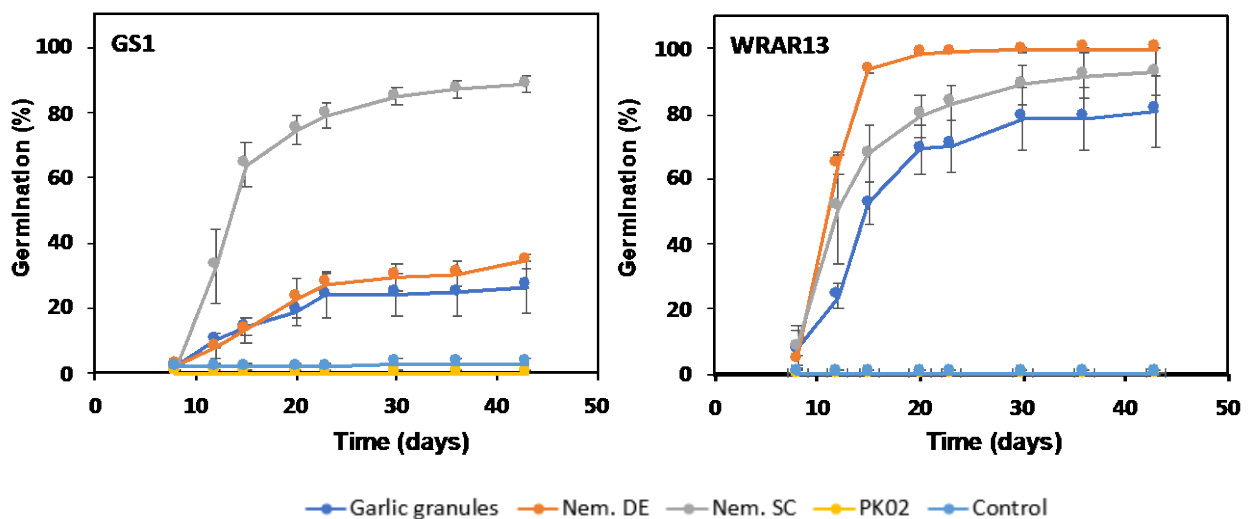 GS1
Germination (%)
100
80
60
40
20
0
0 10 20 30 40 50
Time (days)
WRAR13
Germination (%)
100
80
60
40
20
0
0 10 20 30 40 50
Time (days)
Garlic granules Nem. DE Nem. SC PK02 Control